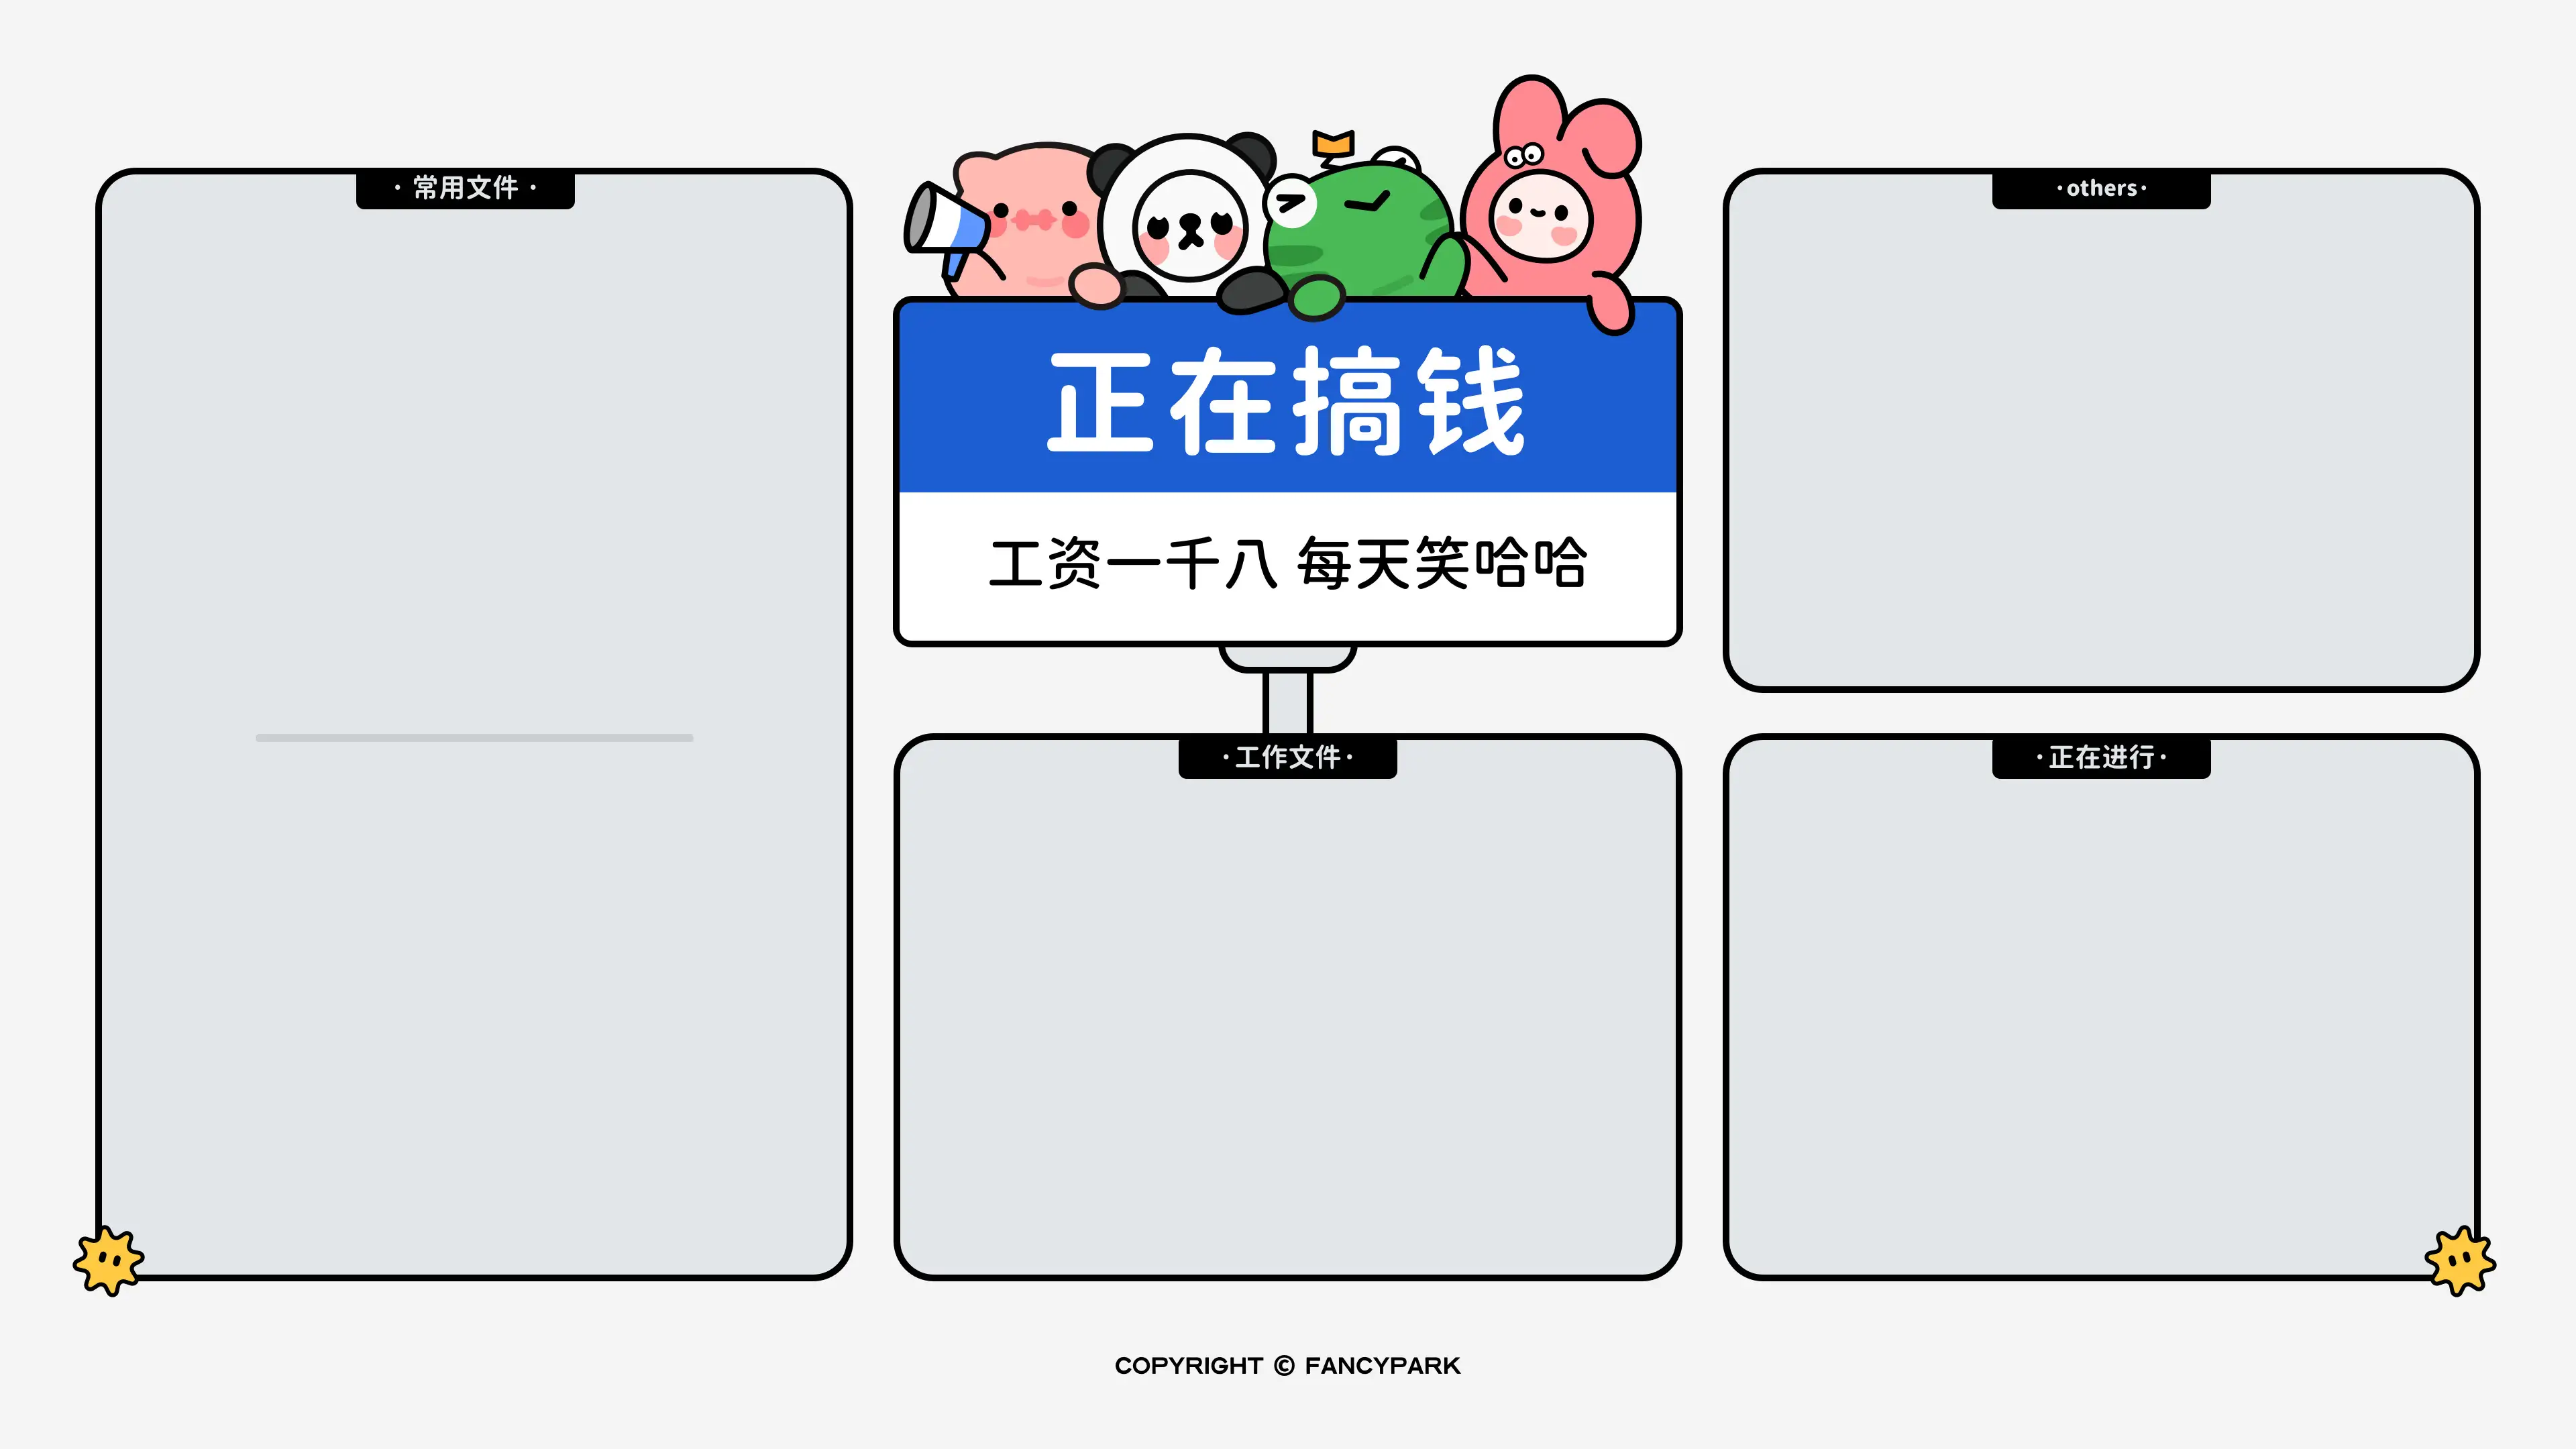 · 常用文件 ·
正在搞钱
工资一千八 每天笑哈哈
·others·
·工作文件·
·正在进行·
COPYRIGHT © FANCYPARK